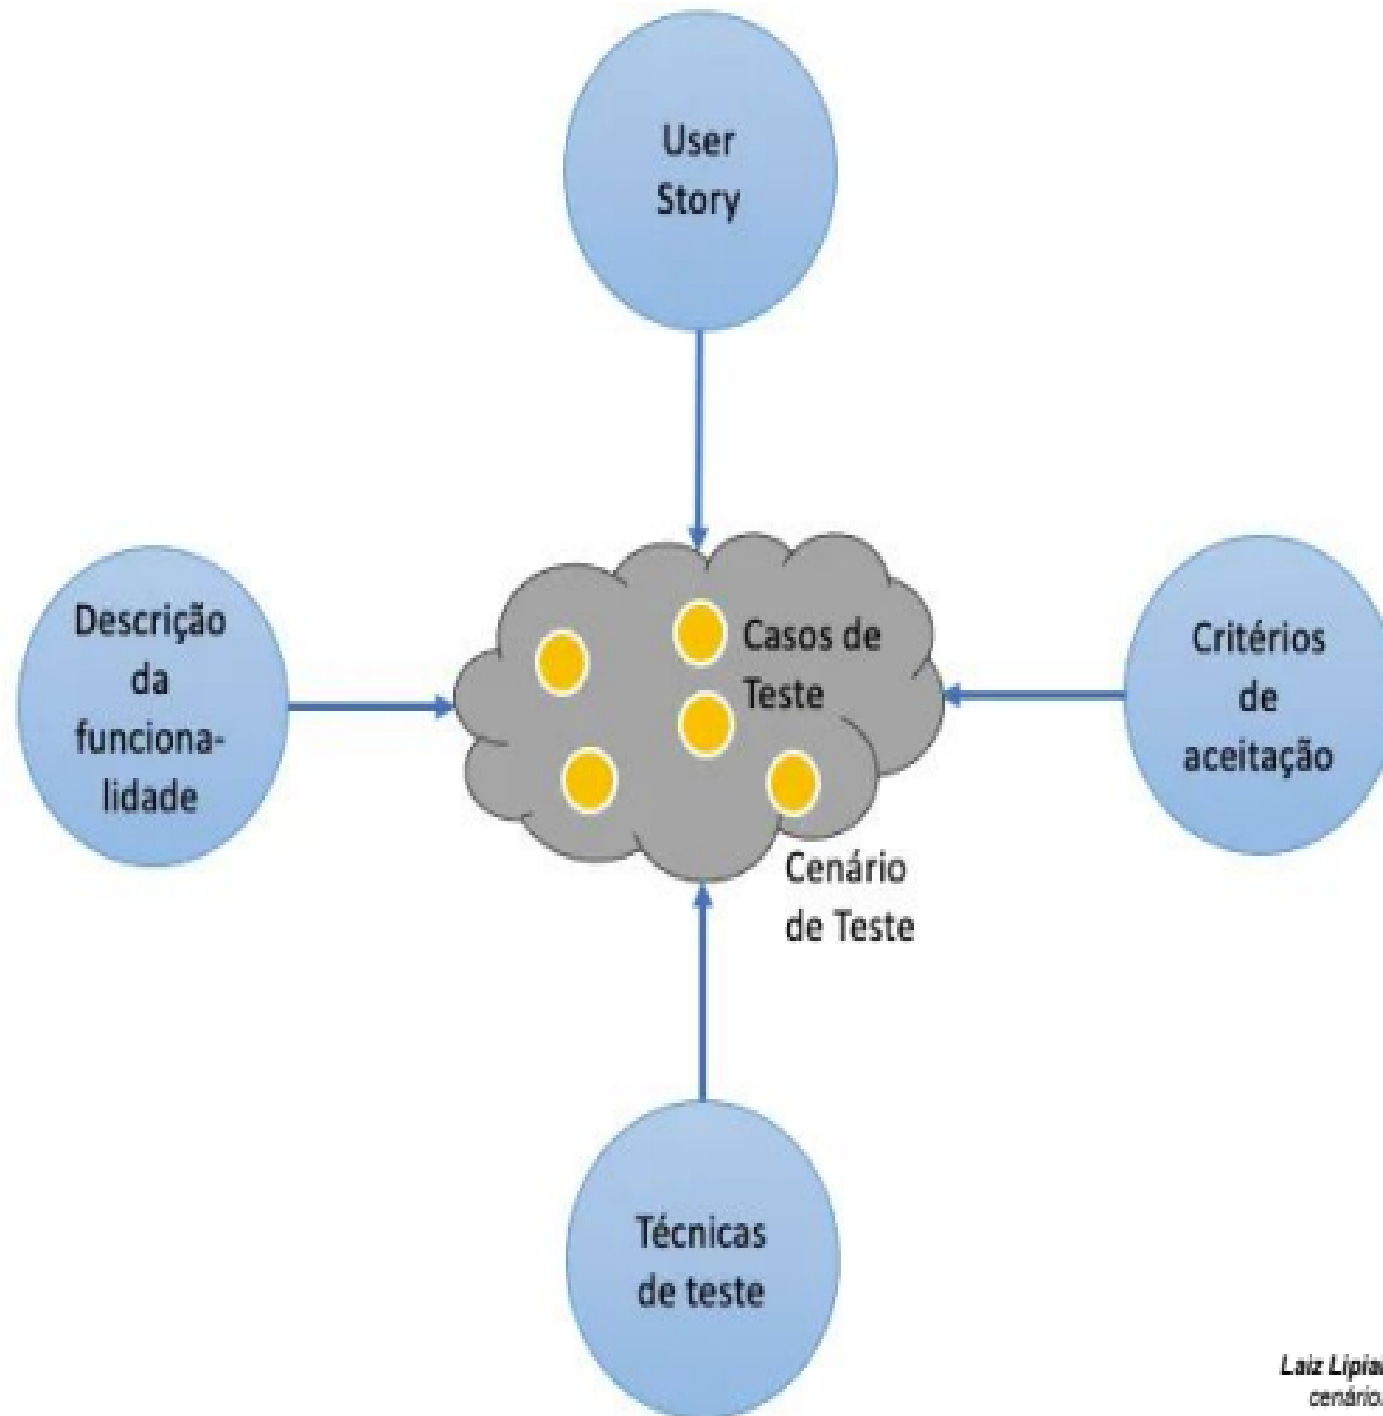 User
Story
Descrição
da
funciona-
lidade
Casos de
Teste
Critérios
de
aceitação
Cenário
de Teste
Técnicas
de teste
Laiz
cenário.